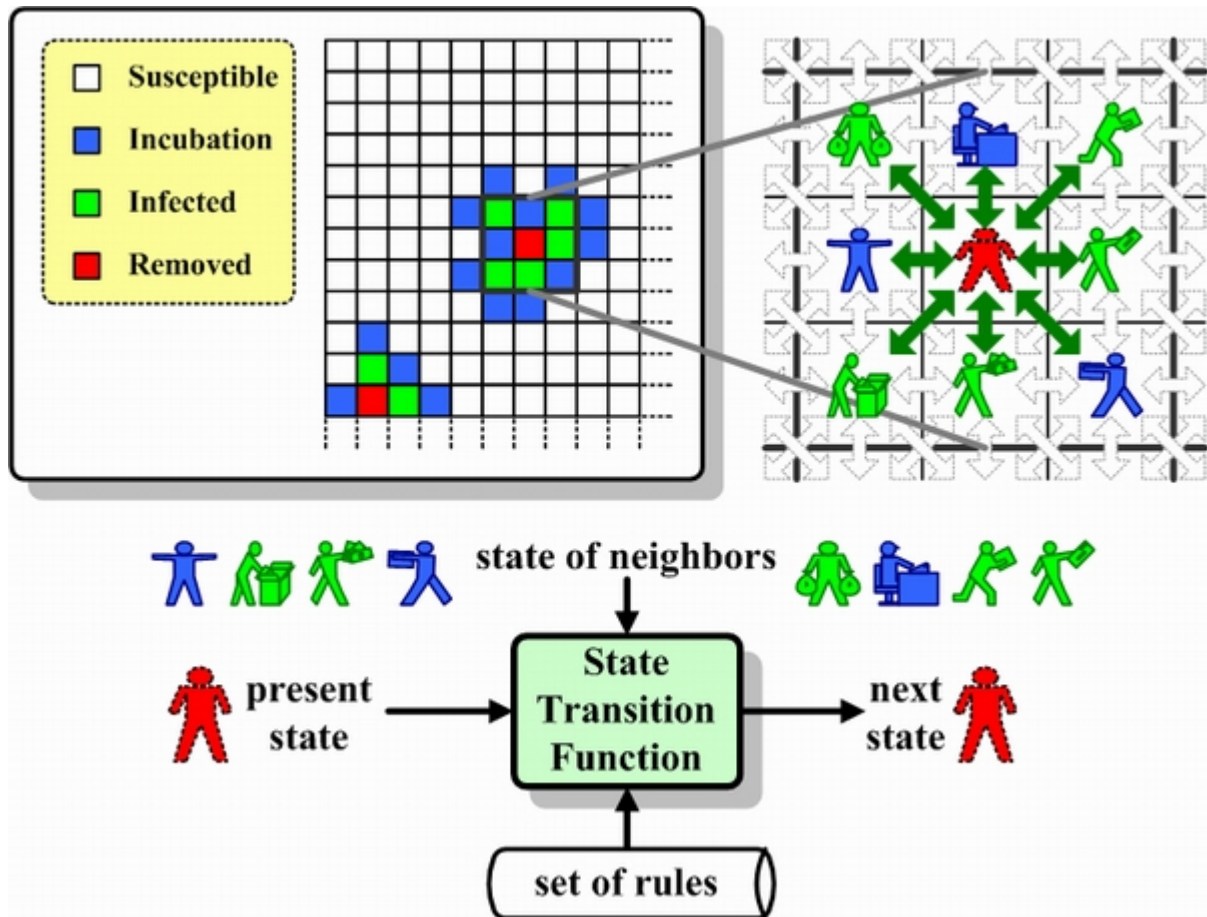 Susceptible
Incubation
Infected
Removed
state of neighbors
present
state
State
Transition
Function
next
state
set of rules